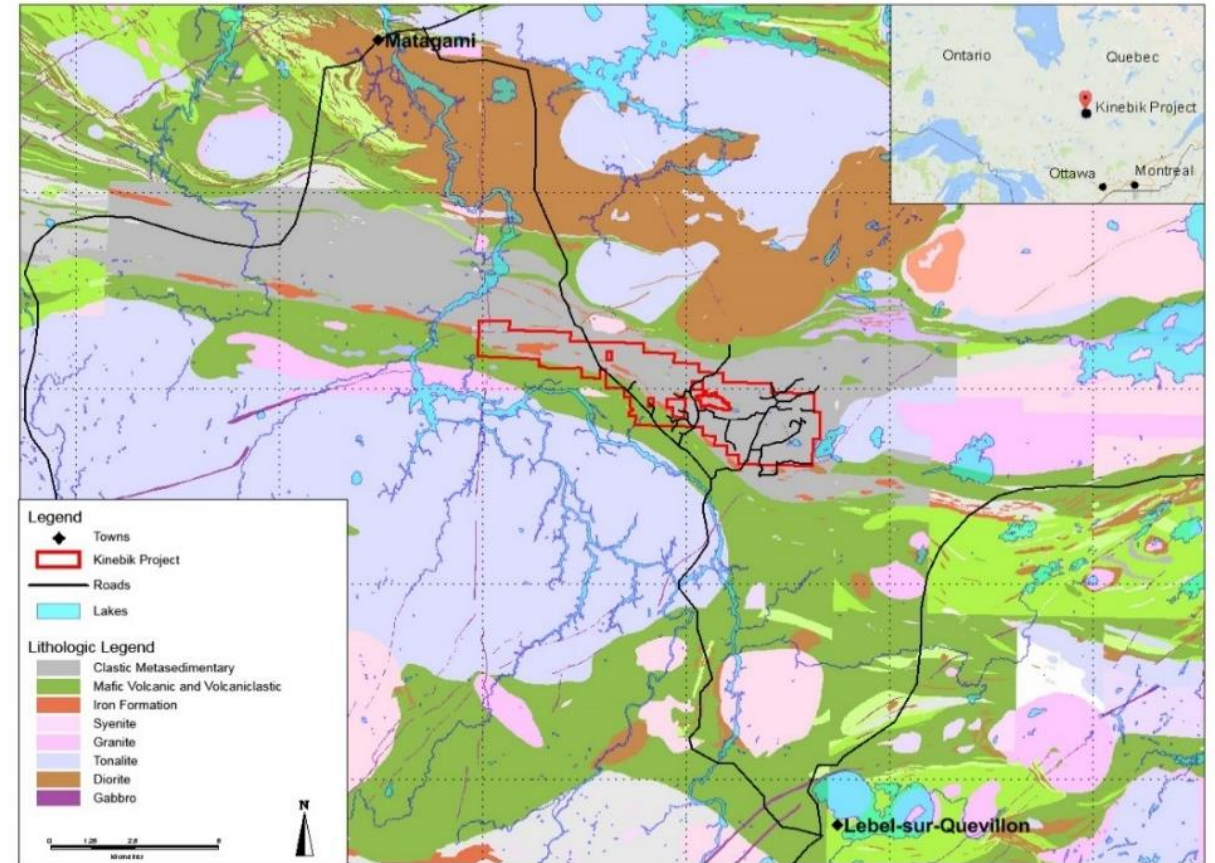 Matagami
Ontario
Quebec
Kinebik Project
Ottawa
Montreal
Legend
Towns
Kinebik Project
Roads
Lakes
Lithologic Legend
Clastic Metasedimentary
Mafic Volcanic and Volcaniclastic
Iron Formation
Syenite
Granite
Tonalite
Diorite
Gabbro
N
0
Lebel-sur-Quevillon